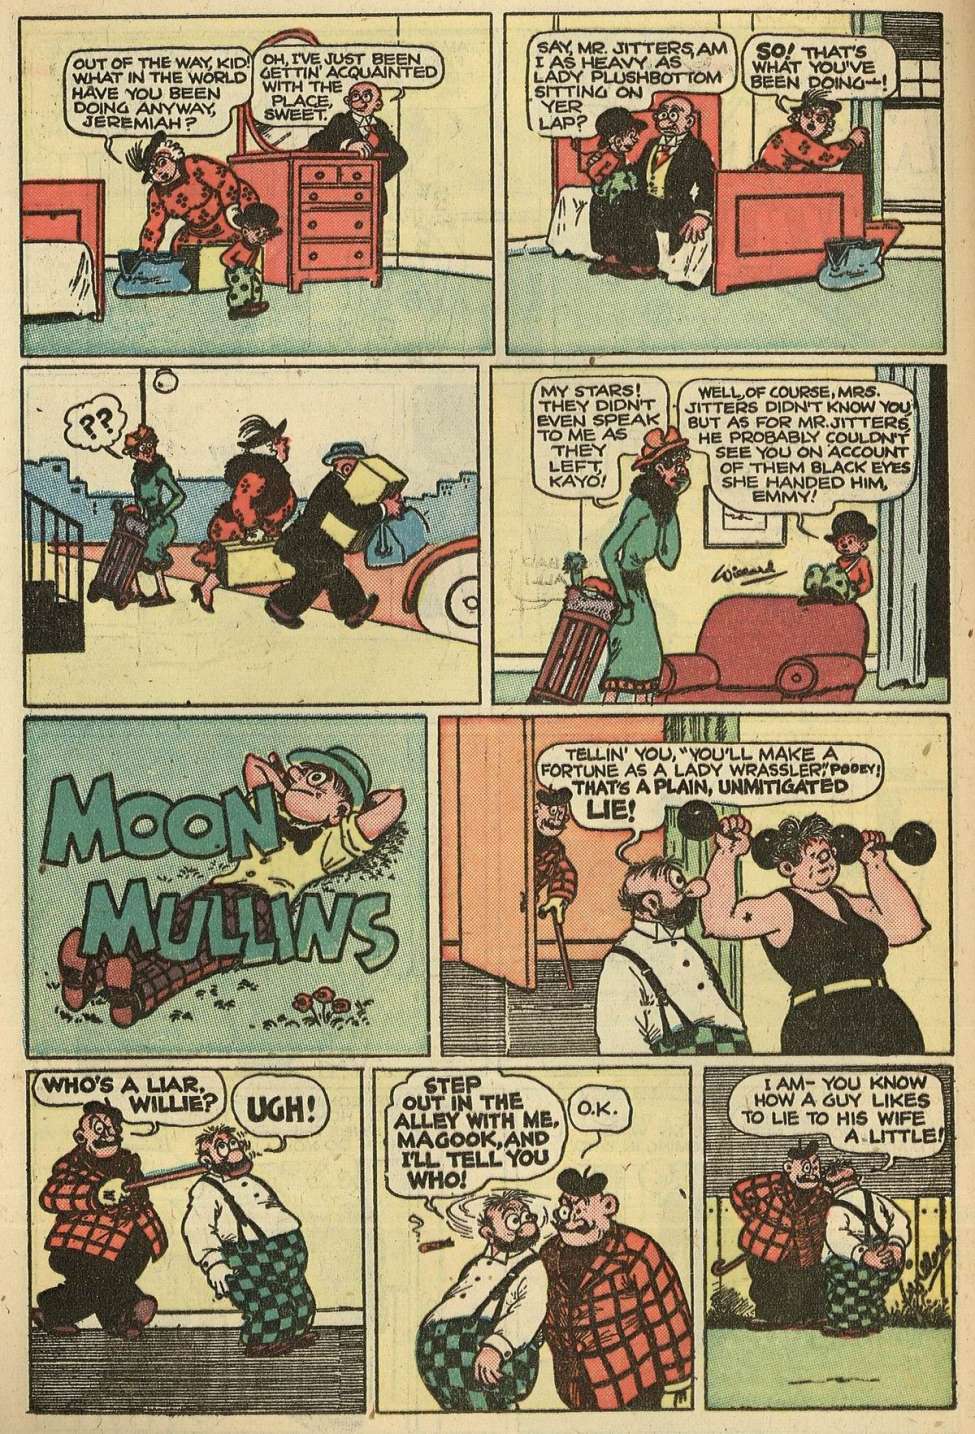 OUT OF THE WAY, KID!
WHAT IN THE WORLD
HAVE YOU BEEN
DOING ANYWAY,
JEREMIAH?
OH, I'VE JUST BEEN
GETTIN' ACQUAINTED
WITH THE
PLACE,
SWEET.
SAY, MR. JITTERS, AM
I AS HEAVY AS
LADY PLUSHBOTTOM
SITTING ON
YER
LAP?
SO! THAT'S
WHAT YOU'VE
BEEN DOING—!
??
MY STARS!
THEY DIDN'T
EVEN SPEAK
TO ME AS
THEY
LEFT,
KAYO!
WELL, OF COURSE, MRS.
JITTERS DIDN'T KNOW YOU
BUT AS FOR MR. JITTERS,
HE PROBABLY COULDN'T
SEE YOU ON ACCOUNT
OF THEM BLACK EYES
SHE HANDED HIM,
EMMY!
Willard
MOON
MULLINS
TELLIN' YOU, "YOU'LL MAKE A
FORTUNE AS A LADY WRASSLER," POOEY!
THAT'S A PLAIN, UNMITIGATED
LIE!
WHO'S A LIAR,
WILLIE?
UGH!
STEP
OUT IN THE
ALLEY WITH ME,
MAGOOK, AND
I'LL TELL YOU
WHO!
O.K.
I AM- YOU KNOW
HOW A GUY LIKES
TO LIE TO HIS WIFE
A LITTLE!
Willard